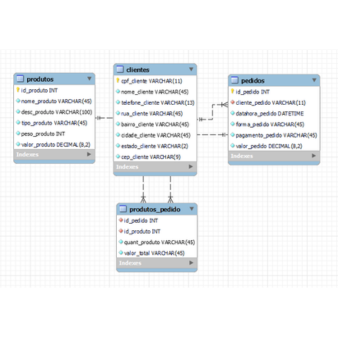 produtos
id_produto INT
name_produto VARCHAR(45)
desc_produto VARCHAR(100)
tipo_produto VARCHAR(45)
peso_produto INT
valor_produto DECIMAL (8,2)
Indexes
clientes
cpf_cliente VARCHAR(11)
nome_cliente VARCHAR(45)
telefone_cliente VARCHAR(13)
rua_cliente VARCHAR(45)
bairro_cliente VARCHAR(45)
cidade_cliente VARCHAR(45)
estado_cliente VARCHAR(2)
cep_cliente VARCHAR(9)
Indexes
pedidos
id_pedido INT
cliente_pedido VARCHAR(11)
datahora_pedido DATETIME
forma_pedido VARCHAR(45)
pagamento_pedido VARCHAR(45)
valor_pedido DECIMAL (8,2)
Indexes
produtos_pedido
id_pedido INT
id_produto INT
quant_produto VARCHAR(45)
valor_total VARCHAR(45)
Indexes